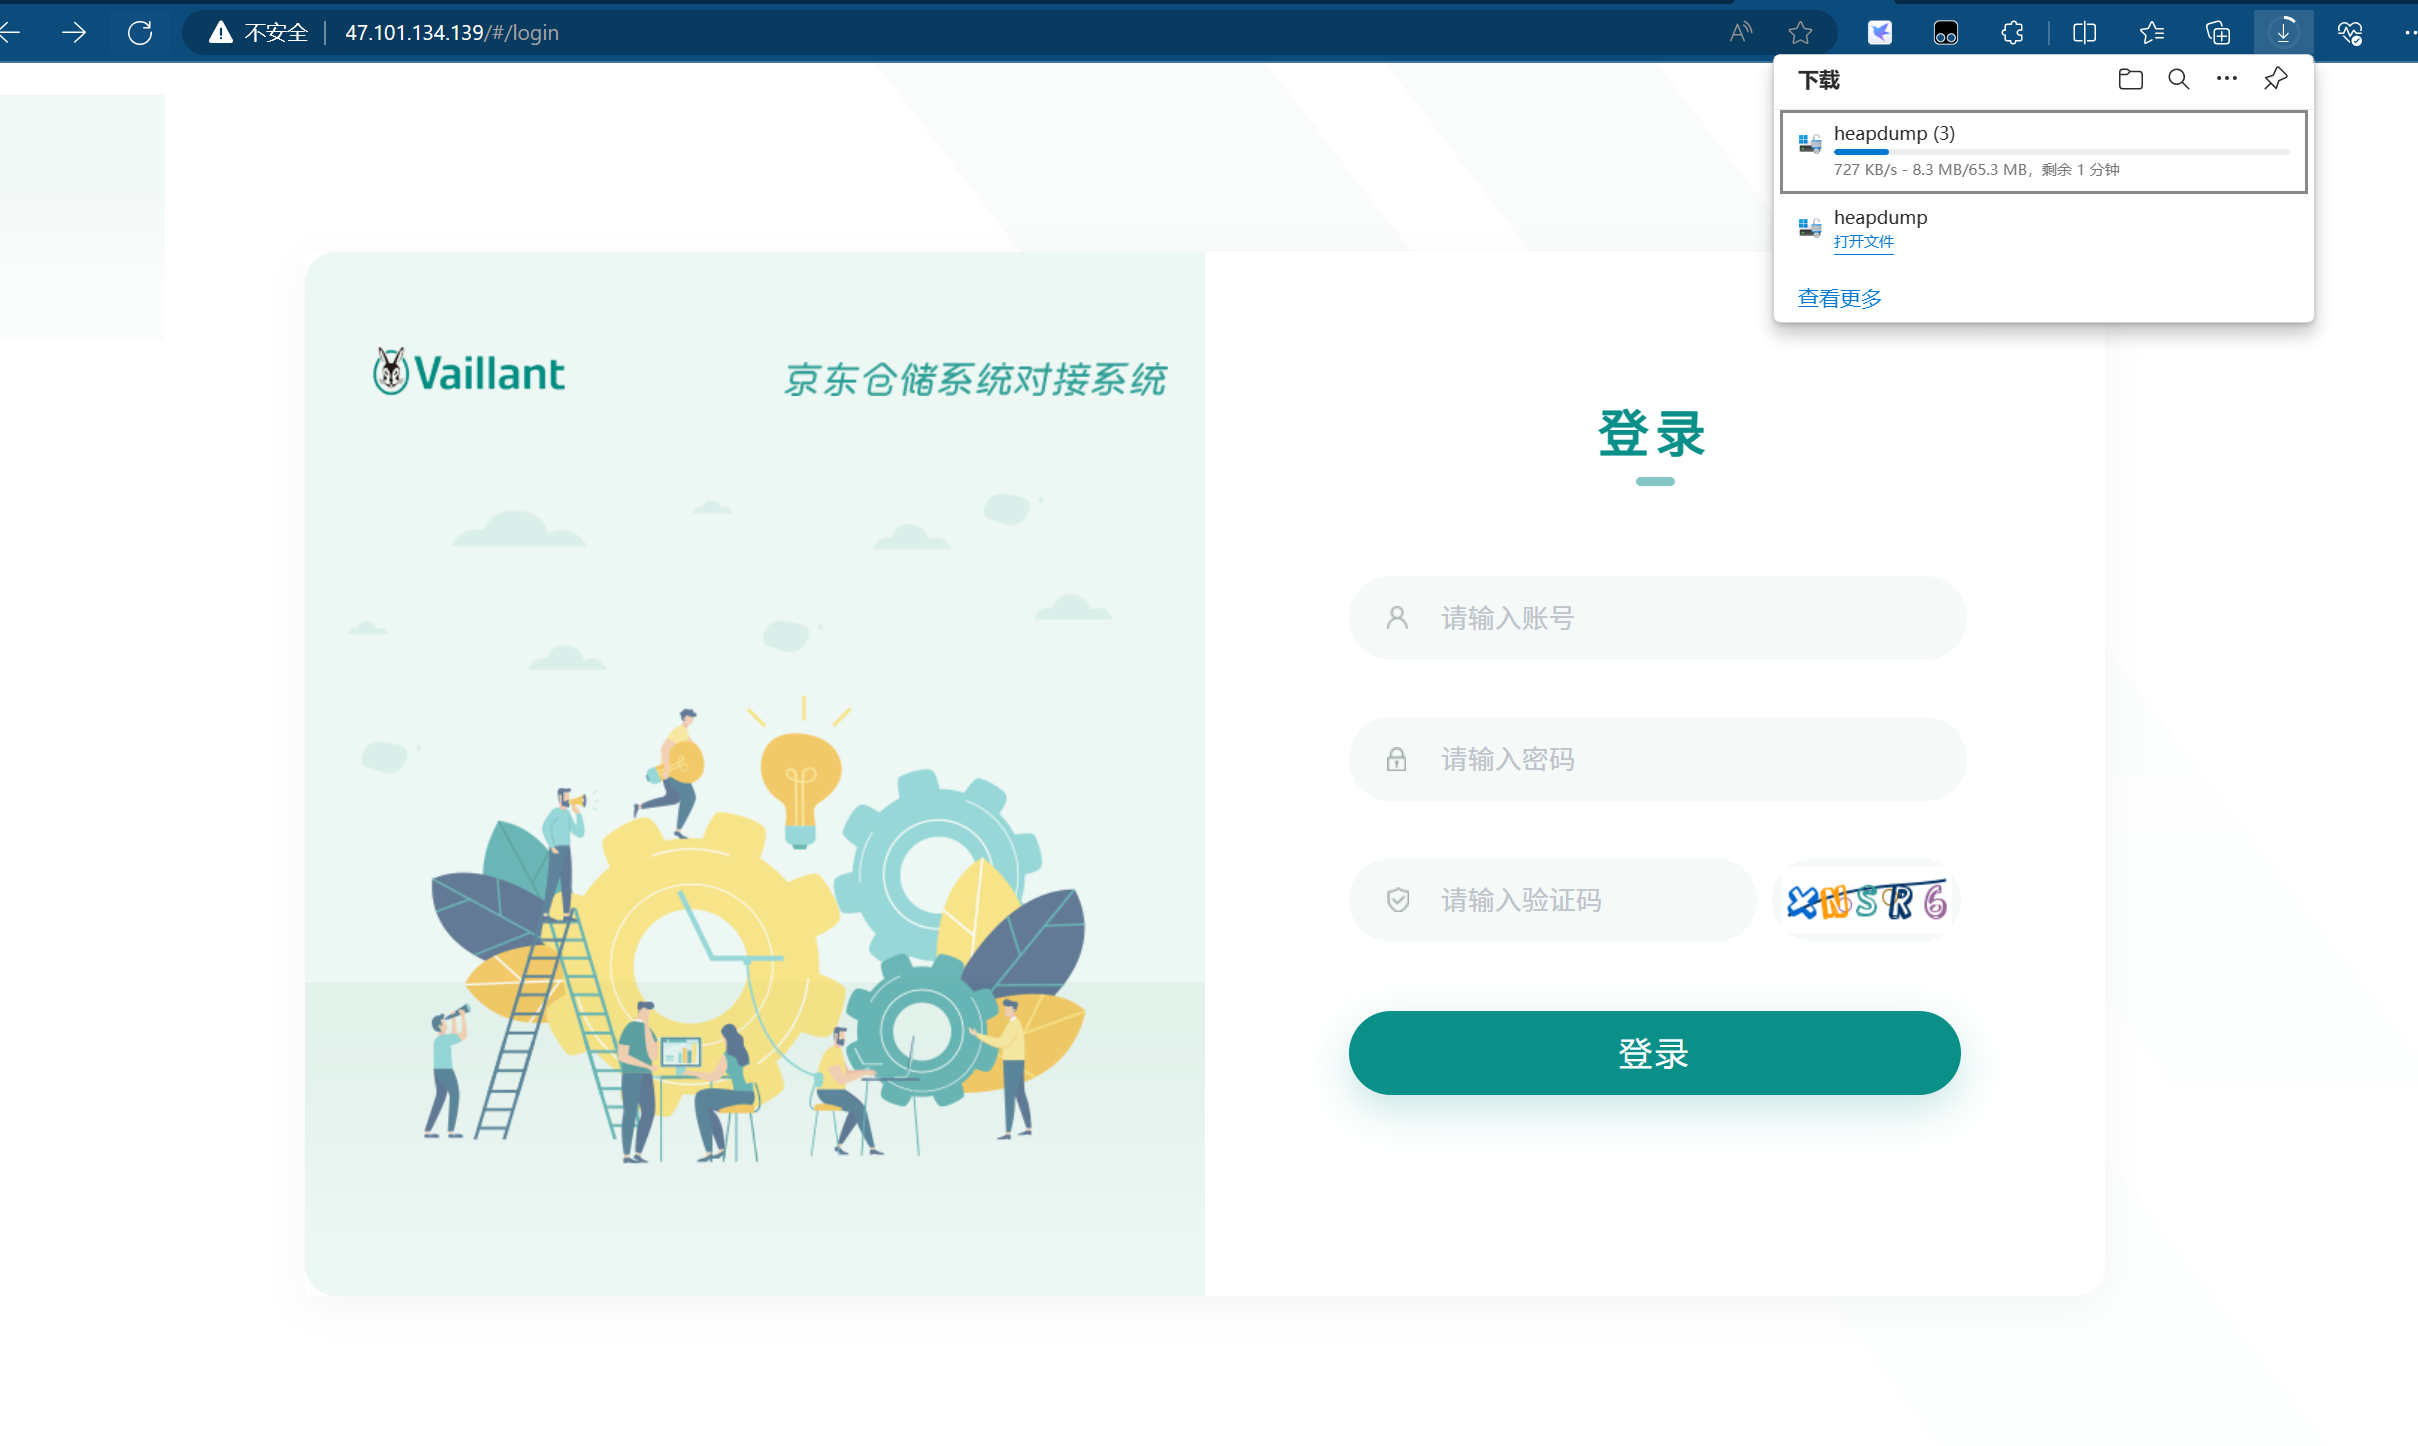 不安全
47.101.134.139/#/login
下载
heapdump (3)
727 KB/s - 8.3 MB/65.3 MB，剩余 1 分钟
heapdump
打开文件
查看更多
Vaillant
京东仓储系统对接系统
登录
请输入账号
请输入密码
请输入验证码
XNSR6
登录